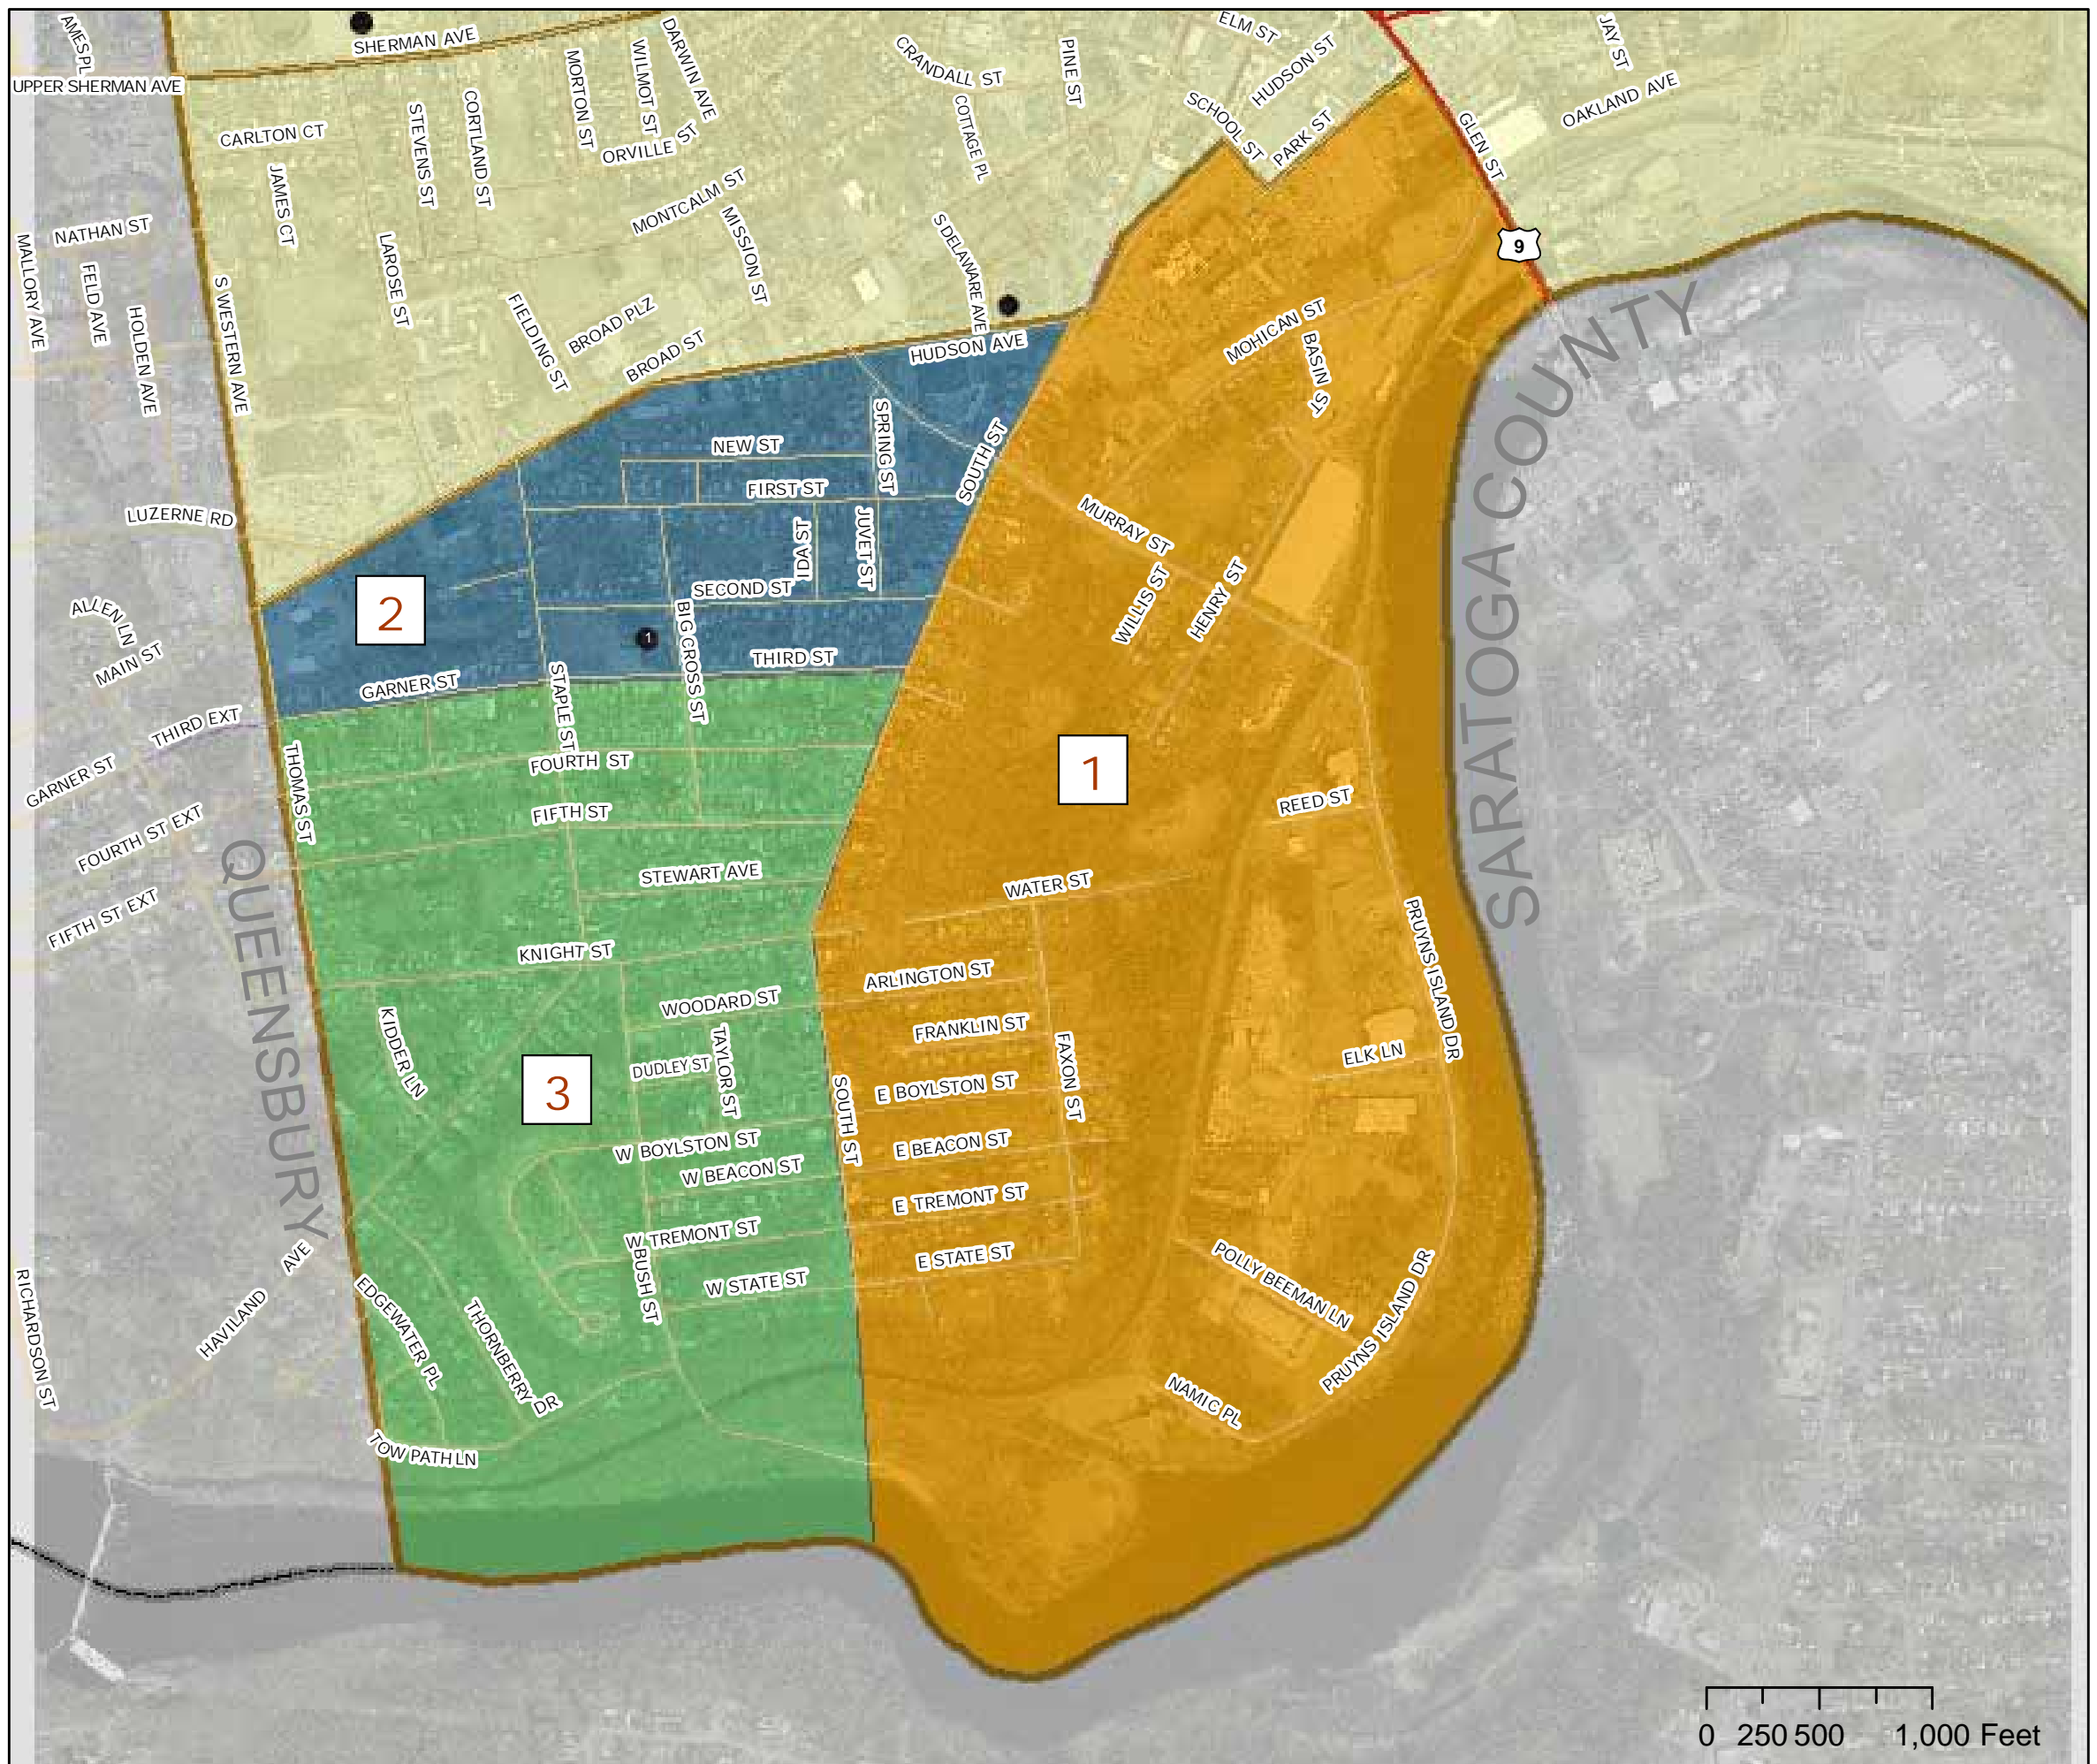 AMES PL
SHERMAN AVE
UPPER SHERMAN AVE
DARWIN AVE
WILMOT ST
MORTON ST
CRANDALL ST
PINE ST
ELM ST
HUDSON ST
JAY ST
OAKLAND AVE
CARLTON CT
STEVENS ST
CORTLAND ST
ORVILLE ST
COTTAGE PL
SCHOOL ST
PARK ST
GLEN ST
JAMES CT
MONTCALM ST
NATHAN ST
MALLORY AVE
FELD AVE
HOLDEN AVE
S WESTERN AVE
LAROSE ST
MISSION ST
S DELAWARE AVE
9
FIELDING ST
BROAD PLZ
BROAD ST
HUDSON AVE
MOHICAN ST
BASIN ST
SARATOGA COUNTY
NEW ST
SPRING ST
SOUTH ST
FIRST ST
LUZERNE RD
IDA ST
JUVET ST
MURRAY ST
WILLIS ST
HENRY ST
SECOND ST
2
1
BIG CROSS ST
THIRD ST
ALLEN LN
MAIN ST
GARNER ST
STAPLE ST
THIRD EXT
GARNER ST
THOMAS ST
FOURTH ST
1
REED ST
FIFTH ST
FOURTH ST EXT
FIFTH ST EXT
STEWART AVE
WATER ST
QUEENSBURY
KNIGHT ST
ARLINGTON ST
PRUYNS ISLAND DR
WOODARD ST
KIDDER LN
FRANKLIN ST
TAYLOR ST
DUDLEY ST
FAXON ST
ELK LN
3
SOUTH ST
E BOYLSTON ST
W BOYLSTON ST
E BEACON ST
W BEACON ST
E TREMONT ST
W TREMONT ST
E STATE ST
BUSH ST
W STATE ST
HAVILAND AVE
RICHARDSON ST
EDGEWATER PL
THORNBERRY DR
POLLY BEEMAN LN
PRUYNS ISLAND DR
NAMIC PL
TOW PATH LN
0 250 500 1,000 Feet